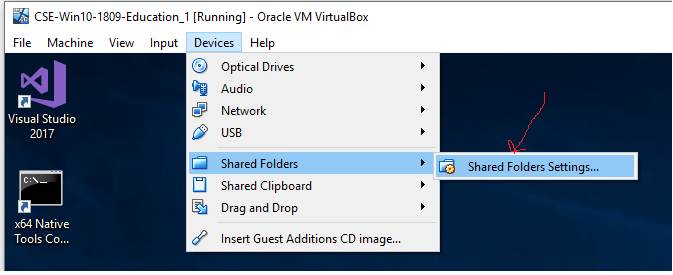 CSE-Win10-1809-Education_1 [Running] - Oracle VM VirtualBox
File Machine View Input Devices Help
Optical Drives
Audio
Network
USB
Shared Folders
Shared Folders Settings...
Shared Clipboard
Drag and Drop
Insert Guest Additions CD image...
Visual Studio
2017
C:\_
x64 Native
Tools Co...